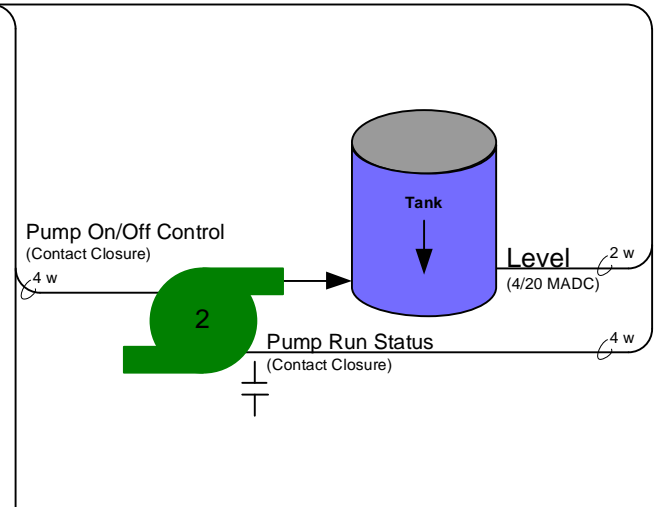 Tank
Pump On/Off Control
(Contact Closure)
4 w
Level
2 w
(4/20 MADC)
2
Pump Run Status
4 w
(Contact Closure)